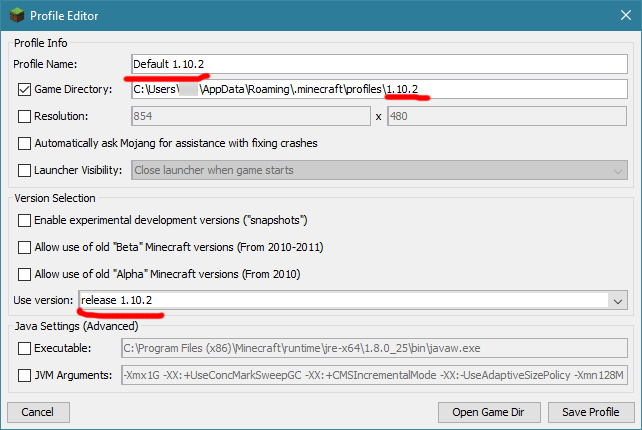 Profile Editor
Profile Info
Profile Name: Default 1.10.2
Game Directory: C:\Users\ \AppData\Roaming\.minecraft\profiles\1.10.2
Resolution: 854 x 480
Automatically ask Mojang for assistance with fixing crashes
Launcher Visibility: Close launcher when game starts
Version Selection
Enable experimental development versions ("snapshots")
Allow use of old "Beta" Minecraft versions (From 2010-2011)
Allow use of old "Alpha" Minecraft versions (From 2010)
Use version: release 1.10.2
Java Settings (Advanced)
Executable: C:\Program Files (x86)\Minecraft\runtime\jre-x64\1.8.0_25\bin\javaw.exe
JVM Arguments: -Xmx1G -XX:+UseConcMarkSweepGC -XX:+CMSIncrementalMode -XX:-UseAdaptiveSizePolicy -Xmn128M
Cancel Open Game Dir Save Profile